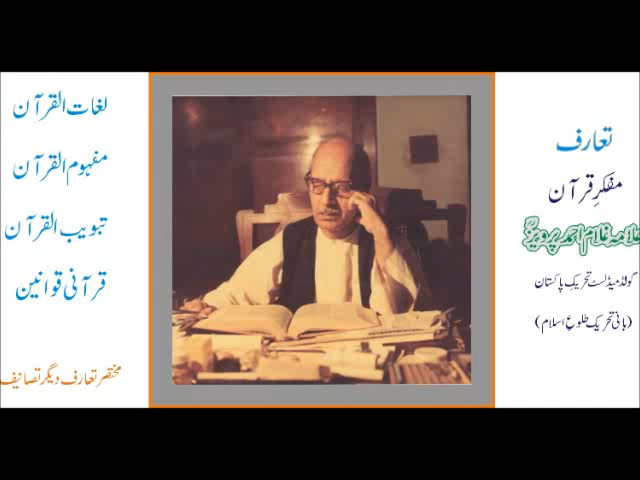 تعارف
مفکرِ قرآن
علامہ غلام احمد پرویزؒ
گولڈ میڈلسٹ تحریکِ پاکستان
(بانی تحریک طلوعِ اسلام)
لغات القرآن
مفہوم القرآن
تبویب القرآن
قرآنی قوانین
مختصر تعارف دیگر تصانیف